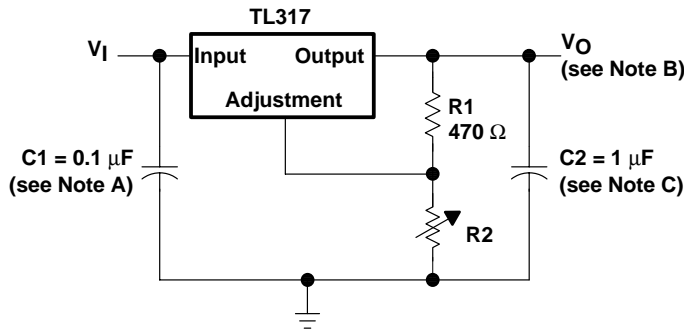 TL317
VI
Input
Output
Adjustment
VO
(see Note B)
R1
470 Ω
C1 = 0.1 μF
(see Note A)
C2 = 1 μF
(see Note C)
R2